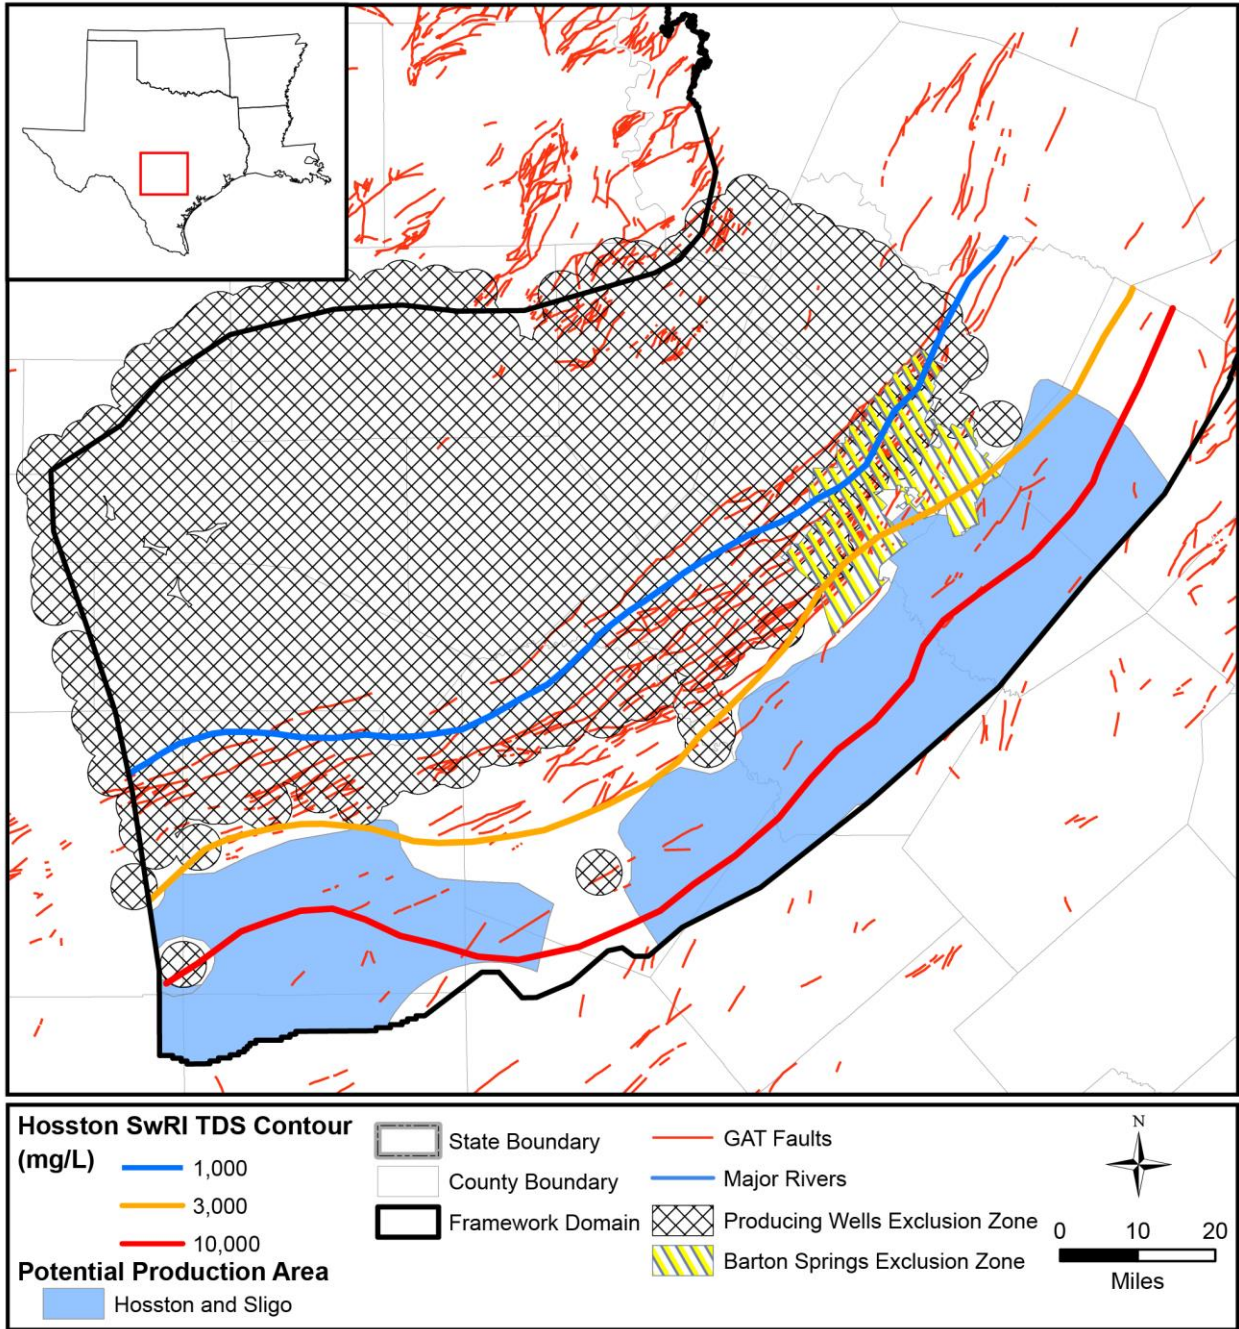 Hosston SwRI TDS Contour
(mg/L)
1,000
3,000
10,000
Potential Production Area
Hosston and Sligo
State Boundary
County Boundary
Framework Domain
GAT Faults
Major Rivers
Producing Wells Exclusion Zone
Barton Springs Exclusion Zone
N
0 10 20
Miles